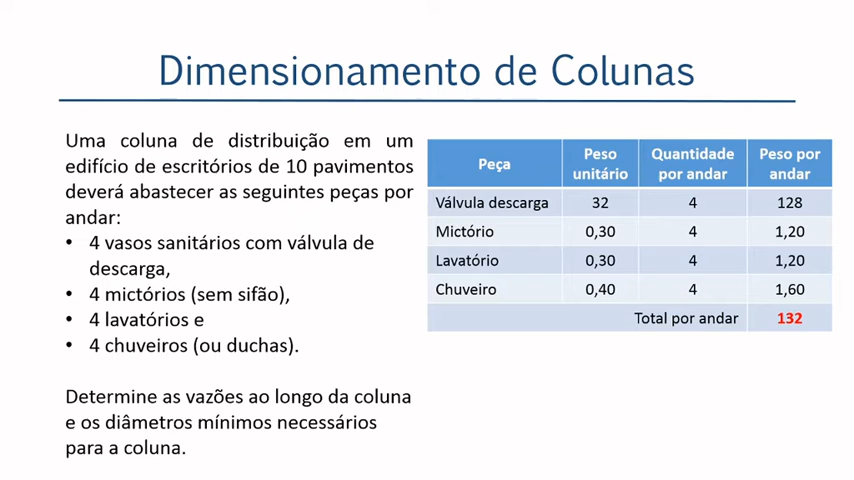 Dimensionamento de Colunas
Uma coluna de distribuição em um
edifício de escritórios de 10 pavimentos
deverá abastecer as seguintes peças por
andar:
• 4 vasos sanitários com válvula de
descarga,
• 4 mictórios (sem sifão),
• 4 lavatórios e
• 4 chuveiros (ou duchas).
Determine as vazões ao longo da coluna
e os diâmetros mínimos necessários
para a coluna.
Peça Peso unitário Quantidade por andar Peso por andar
Válvula descarga 32 4 128
Mictório 0,30 4 1,20
Lavatório 0,30 4 1,20
Chuveiro 0,40 4 1,60
Total por andar 132